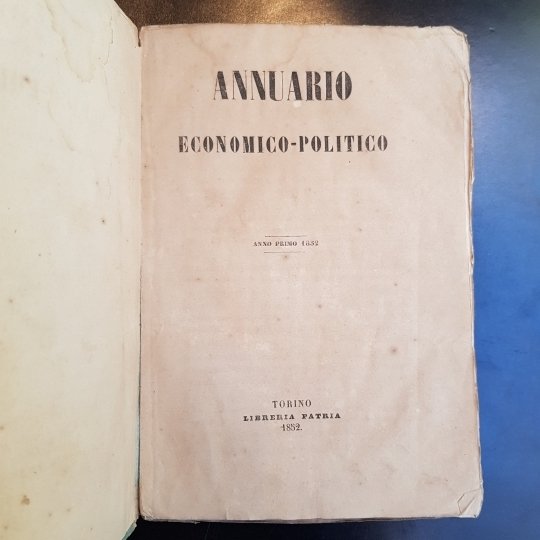 ANNUARIO
ECONOMICO-POLITICO
ANNO PRIMO 1852
TORINO
LIBRERIA PATRIA
1852.